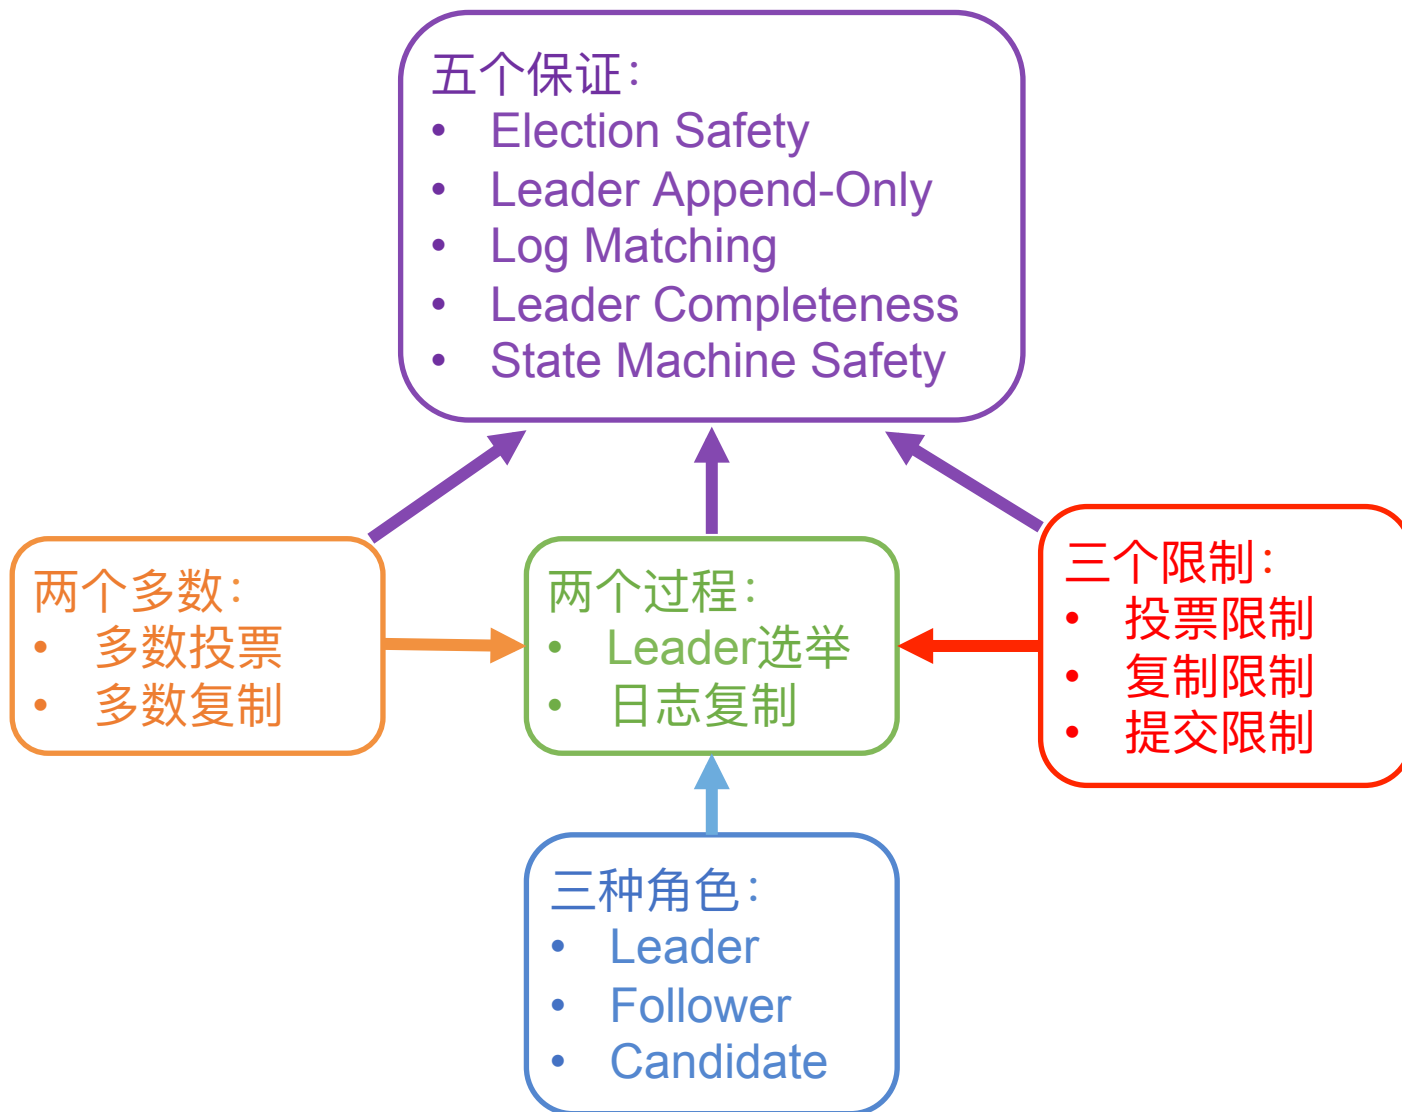 五个保证：
• Election Safety
• Leader Append-Only
• Log Matching
• Leader Completeness
• State Machine Safety
两个多数：
• 多数投票
• 多数复制
两个过程：
• Leader选举
• 日志复制
三个限制：
• 投票限制
• 复制限制
• 提交限制
三种角色：
• Leader
• Follower
• Candidate